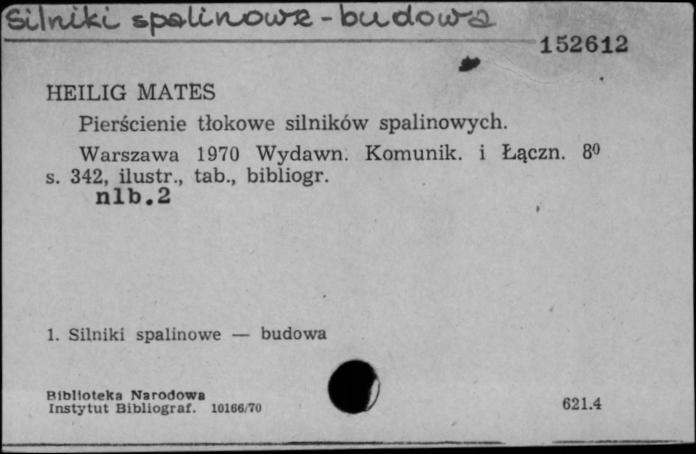 Silniki spalinowe - budowa
152612
HEILIG MATES
Pierścienie tłokowe silników spalinowych.
Warszawa 1970 Wydawn. Komunik. i Łączn. 8⁰
s. 342, ilustr., tab., bibliogr.
nlb.2
1. Silniki spalinowe — budowa
Biblioteka Narodowa
Instytut Bibliograf. 10166/70
621.4